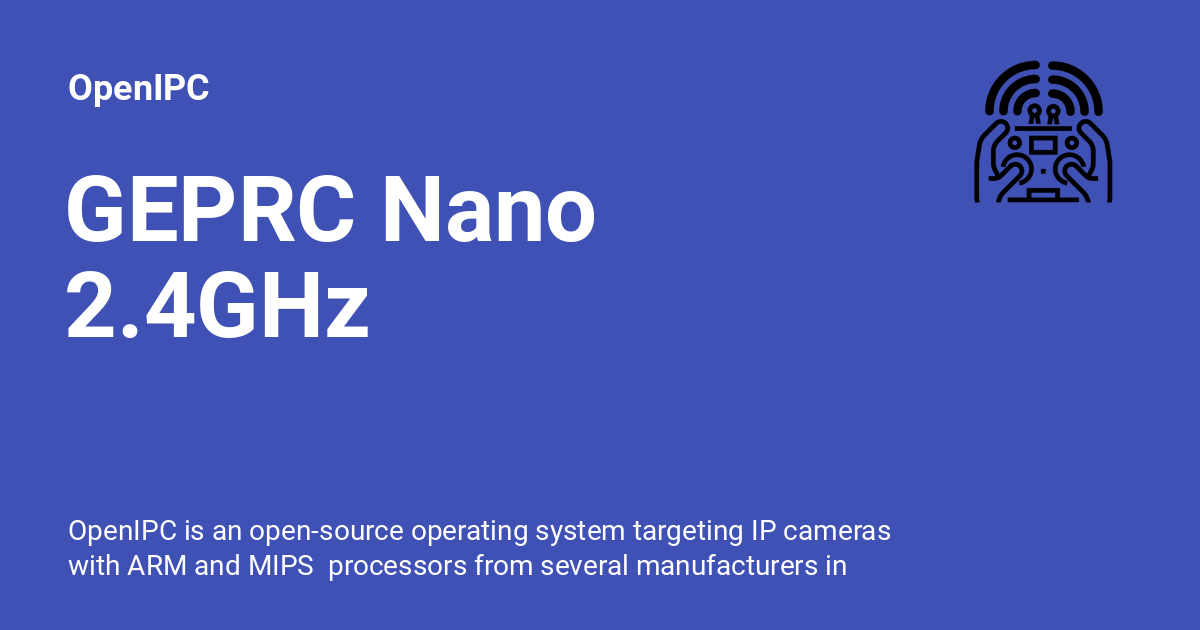 OpenIPC
GEPRC Nano
2.4GHz
OpenIPC is an open-source operating system targeting IP cameras
with ARM and MIPS  processors from several manufacturers in